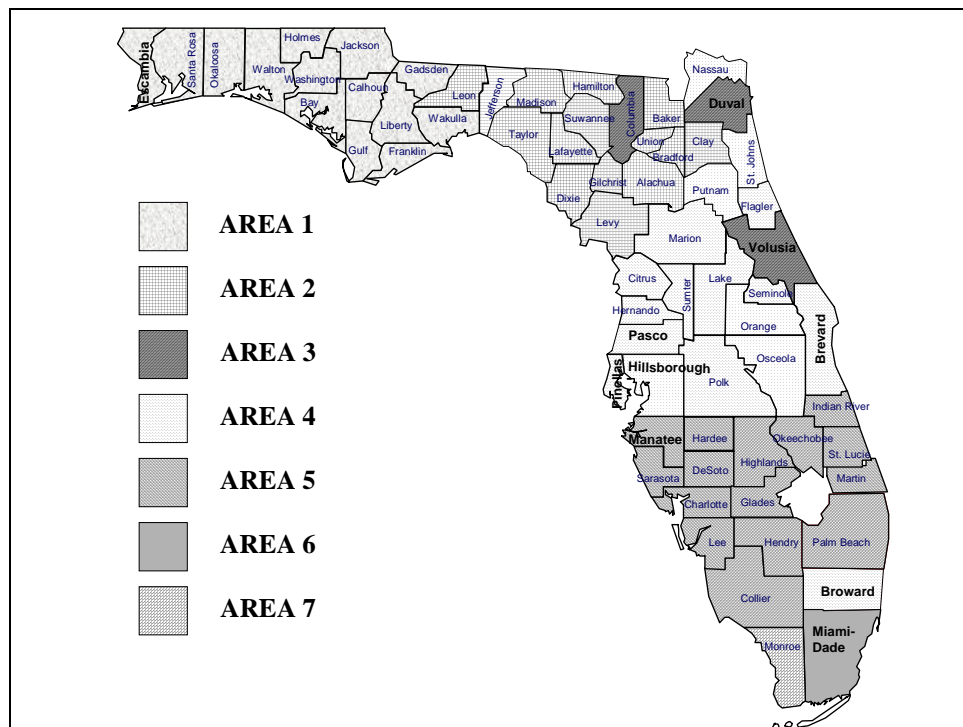 Holmes
Jackson
Escambia
Santa Rosa
Okaloosa
Walton
Washington
Bay
Calhoun
Gulf
Liberty
Franklin
Gadsden
Leon
Wakulla
Jefferson
Madison
Taylor
Hamilton
Suwannee
Lafayette
Dixie
Columbia
Gilchrist
Levy
Baker
Union
Bradford
Alachua
Nassau
Duval
Clay
St. Johns
Putnam
Flagler
Marion
Volusia
Citrus
Sumter
Lake
Seminole
Hernando
Orange
Pasco
Brevard
Pinellas
Hillsborough
Polk
Osceola
Indian River
Manatee
Hardee
Okeechobee
Highlands
St. Lucie
Sarasota
DeSoto
Martin
Charlotte
Glades
Lee
Hendry
Palm Beach
Collier
Broward
Monroe
Miami-
Dade
AREA 1
AREA 2
AREA 3
AREA 4
AREA 5
AREA 6
AREA 7